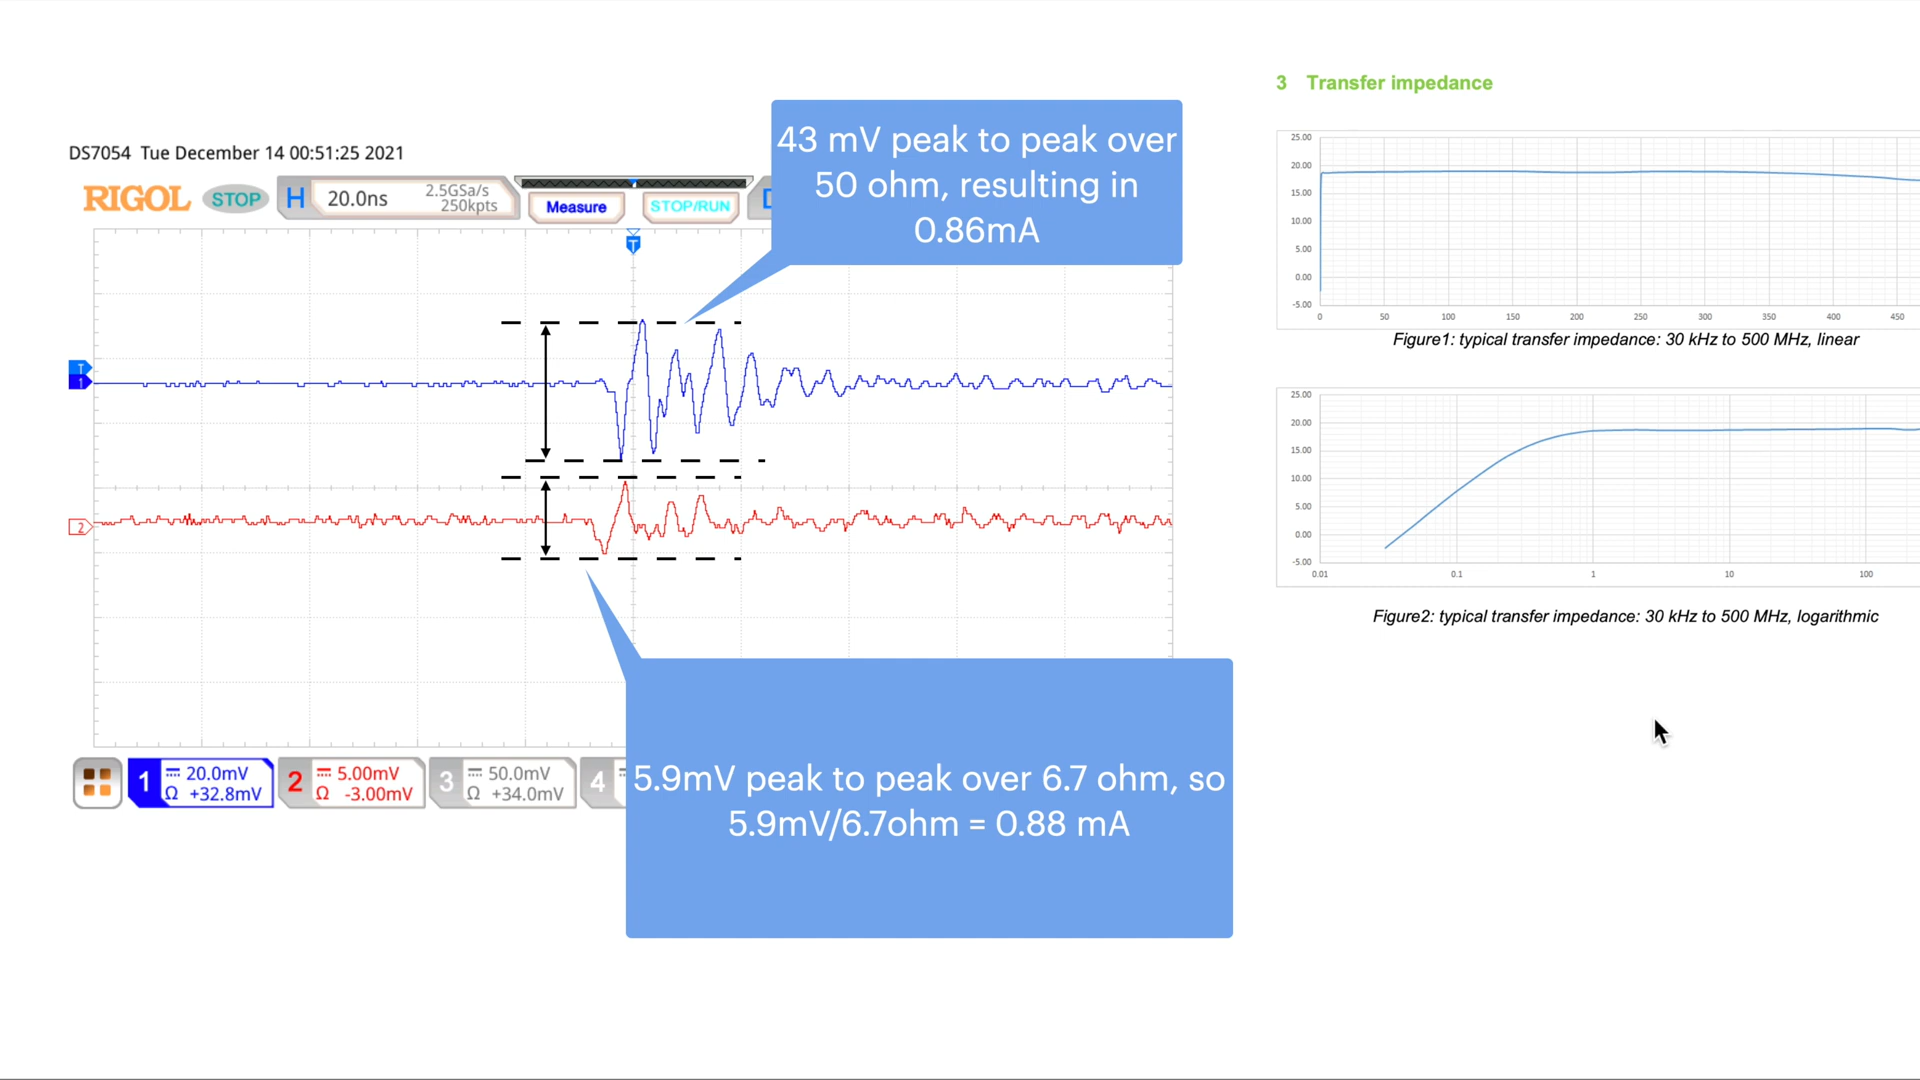 3 Transfer impedance
43 mV peak to peak over
50 ohm, resulting in
0.86mA
DS7054 Tue December 14 00:51:25 2021
RIGOL STOP H 20.0ns 2.5GSa/s
250kpts
Measure STOP/RUN D
T
T
1
2
1 20.0mV
Ω +32.8mV
2 5.00mV
Ω -3.00mV
3 50.0mV
Ω +34.0mV
4
5.9mV peak to peak over 6.7 ohm, so
5.9mV/6.7ohm = 0.88 mA
25.00
20.00
15.00
10.00
5.00
0.00
-5.00
0 50 100 150 200 250 300 350 400 450
Figure1: typical transfer impedance: 30 kHz to 500 MHz, linear
25.00
20.00
15.00
10.00
5.00
0.00
-5.00
0.01 0.1 1 10 100
Figure2: typical transfer impedance: 30 kHz to 500 MHz, logarithmic